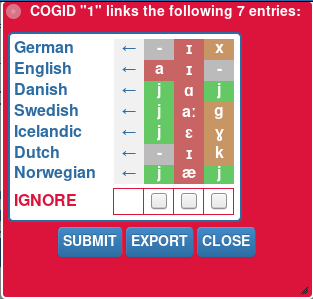 COGID "1" links the following 7 entries:
German ← - ɪ x
English ← a ɪ -
Danish ← j ɑ j
Swedish ← j aː g
Icelandic ← j ɛ ɣ
Dutch ← - ɪ k
Norwegian ← j æ j
IGNORE
SUBMIT EXPORT CLOSE